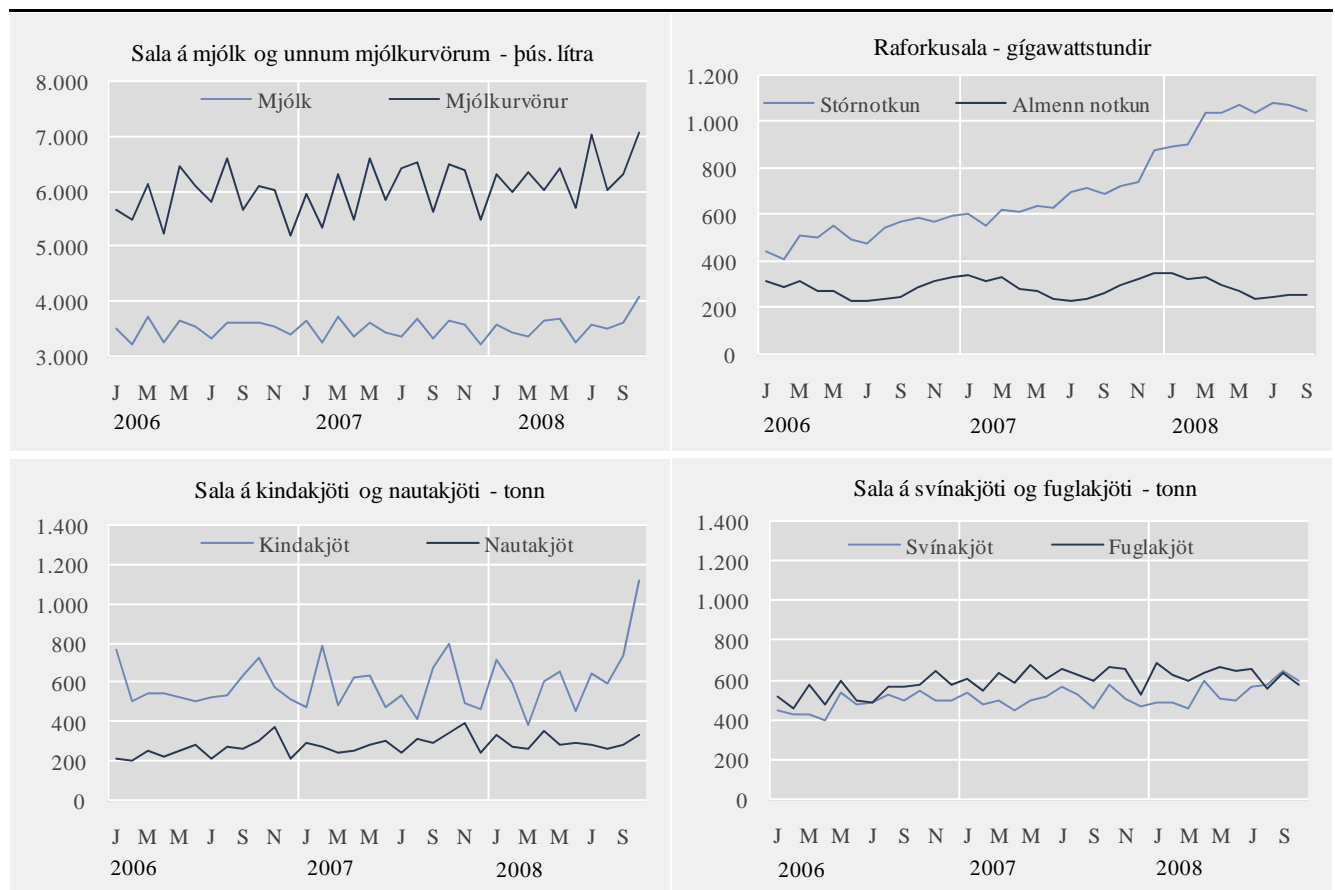 Sala á mjólk og unnum mjólkurvörum - þús. lítra
8.000
Mjólk Mjólkurvörur
7.000
6.000
5.000
4.000
3.000
J M M J S N J M M J S N J M M J S
2006 2007 2008
Raforkusala - gígawattstundir
1.200
Stórnotkun Almenn notkun
1.000
800
600
400
200
0
J M M J S N J M M J S N J M M J S
2006 2007 2008
Sala á kindakjöti og nautakjöti - tonn
1.400
Kindakjöt Nautakjöt
1.200
1.000
800
600
400
200
0
J M M J S N J M M J S N J M M J S
2006 2007 2008
Sala á svínakjöti og fuglakjöti - tonn
1.400
Svínakjöt Fuglakjöt
1.200
1.000
800
600
400
200
0
J M M J S N J M M J S N J M M J S
2006 2007 2008